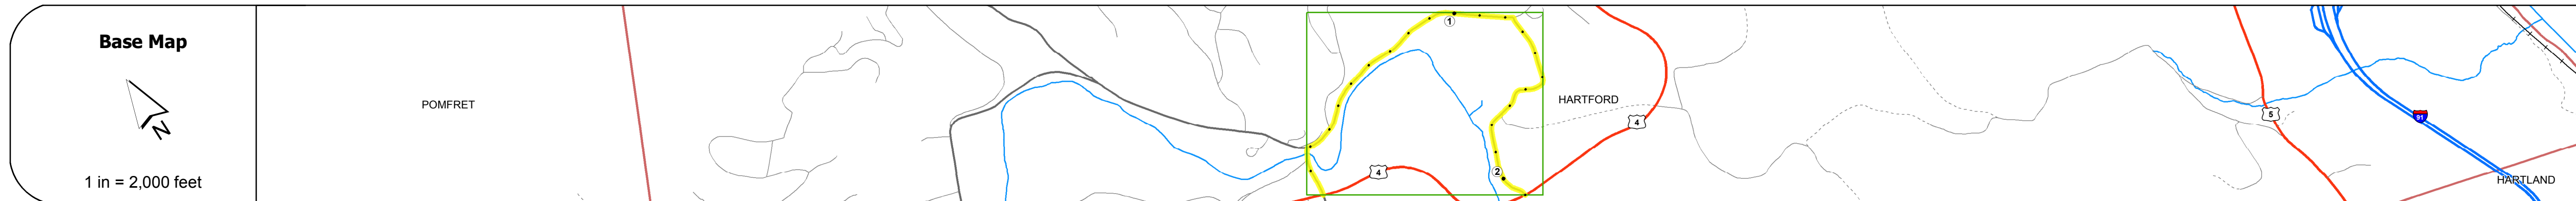 Base Map
N
1 in = 2,000 feet
POMFRET
1
2
4
HARTFORD
4
5
91
HARTLAND